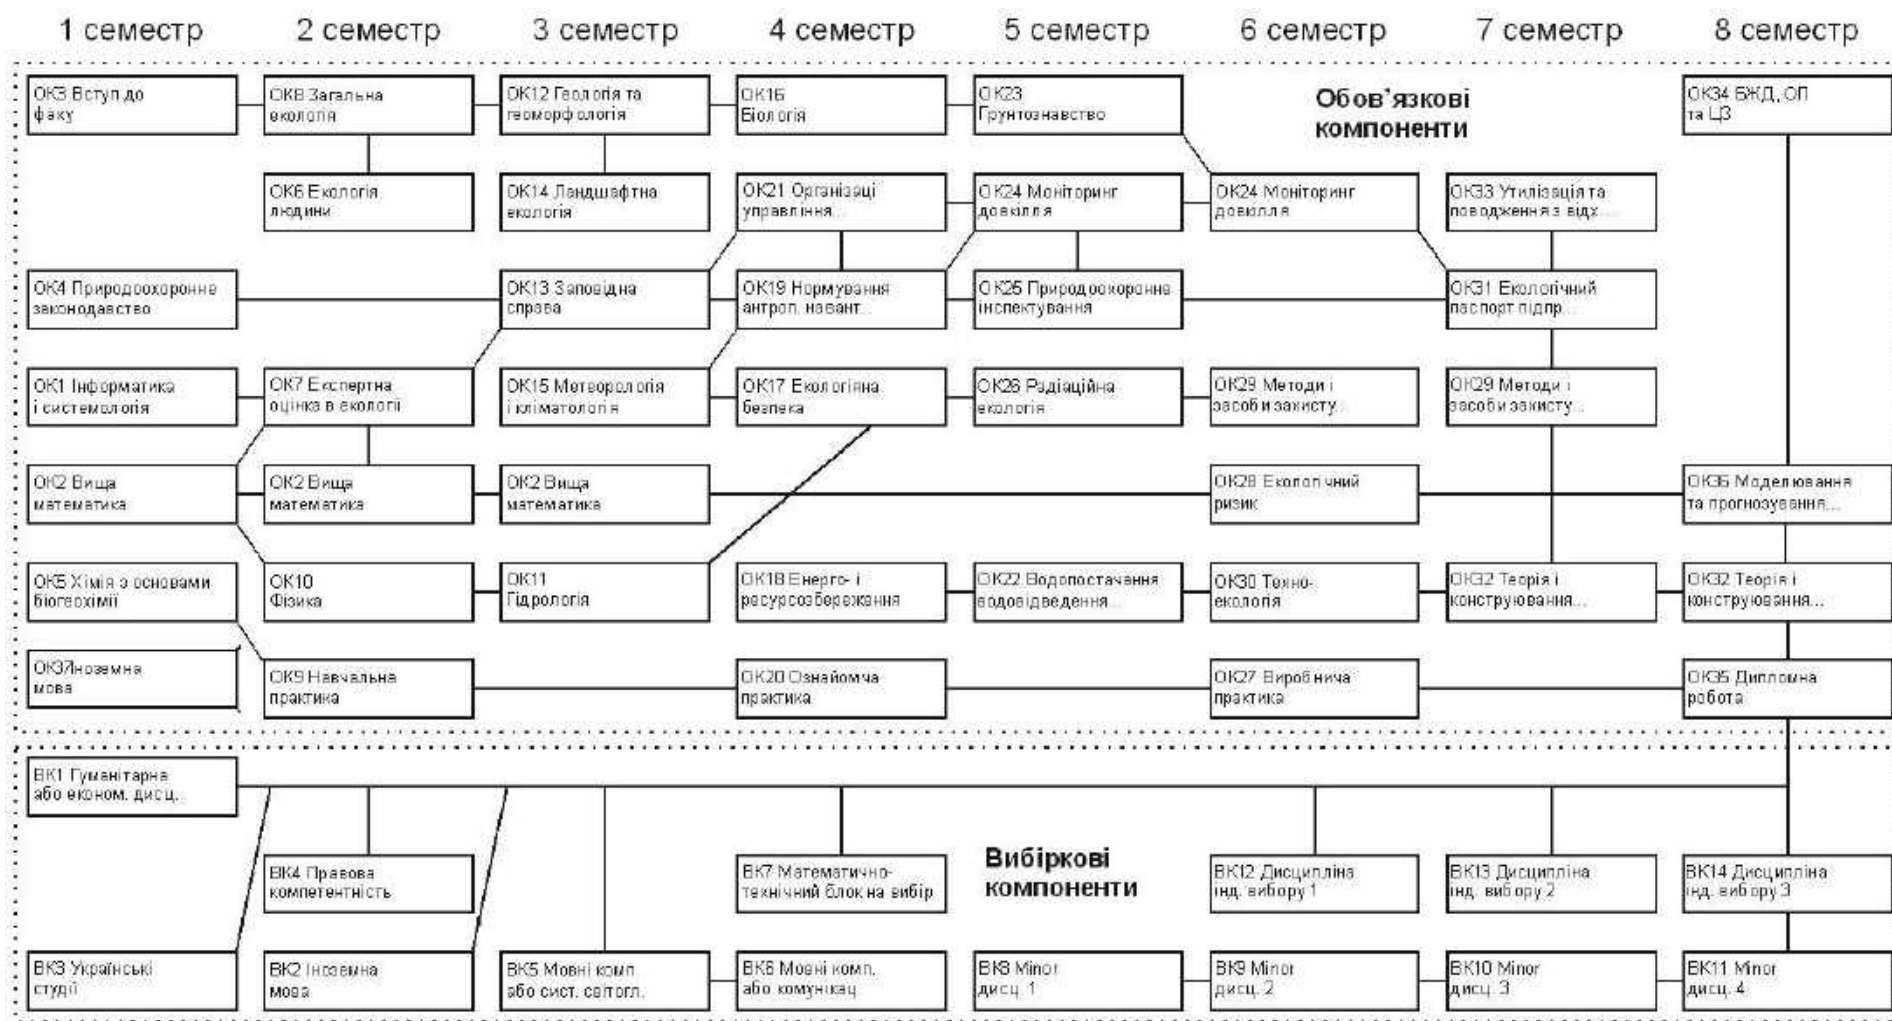 1 семестр
2 семестр
3 семестр
4 семестр
5 семестр
6 семестр
7 семестр
8 семестр
ОК3 Вступ до
факу
ОК8 Загальна
екологія
ОК12 Геологія та
геоморфологія
ОК16
Біологія
ОК23
Грунтознавство
Обов’язкові
компоненти
ОК34 БЖД, ОП
та ЦЗ
ОК6 Екологія
людини
ОК14 Ландшафтна
екологія
ОК21 Організаці
управління...
ОК24 Моніторинг
довкілля
ОК24 Моніторинг
довкілля
ОК33 Утилізація та
поводження з відх...
ОК4 Природоохоронне
законодавство
ОК13 Заповідна
справа
ОК19 Нормування
антроп. навант...
ОК25 Природоохоронне
інспектування
ОК31 Екологічний
паспорт підпр...
ОК1 Інформатика
і системологія
ОК7 Експертна
оцінка в екології
ОК15 Метеорологія
і кліматологія
ОК17 Екологіяна
безпека
ОК26 Радіаційна
екологія
ОК29 Методи і
засоби захисту...
ОК29 Методи і
засоби захисту...
ОК2 Вища
математика
ОК2 Вища
математика
ОК2 Вища
математика
ОК28 Екологічний
ризик
ОК36 Моделювання
та прогнозування...
ОК5 Хімія з основами
біогеохімії
ОК10
Фізика
ОК11
Гідрологія
ОК18 Енерго- і
ресурсозбереження
ОК22 Водопостачання
водовідведення...
ОК30 Техно-
екологія
ОК32 Теорія і
конструювання...
ОК32 Теорія і
конструювання...
ОК37Іноземна
мова
ОК9 Навчальна
практика
ОК20 Ознайомча
практика
ОК27 Виробнича
практика
ОК35 Дипломна
робота
ВК1 Гуманітарна
або економ. дисц..
ВК4 Правова
компетентність
ВК7 Математично-
технічний блок на вибір
Вибіркові
компоненти
ВК12 Дисципліна
інд. вибору 1
ВК13 Дисципліна
інд. вибору 2
ВК14 Дисципліна
інд. вибору 3
ВК3 Українські
студії
ВК2 Іноземна
мова
ВК5 Мовні комп
або сист. світогл.
ВК6 Мовні комп.
або комунікац
ВК8 Minor
дисц. 1
ВК9 Minor
дисц. 2
ВК10 Minor
дисц. 3
ВК11 Minor
дисц. 4